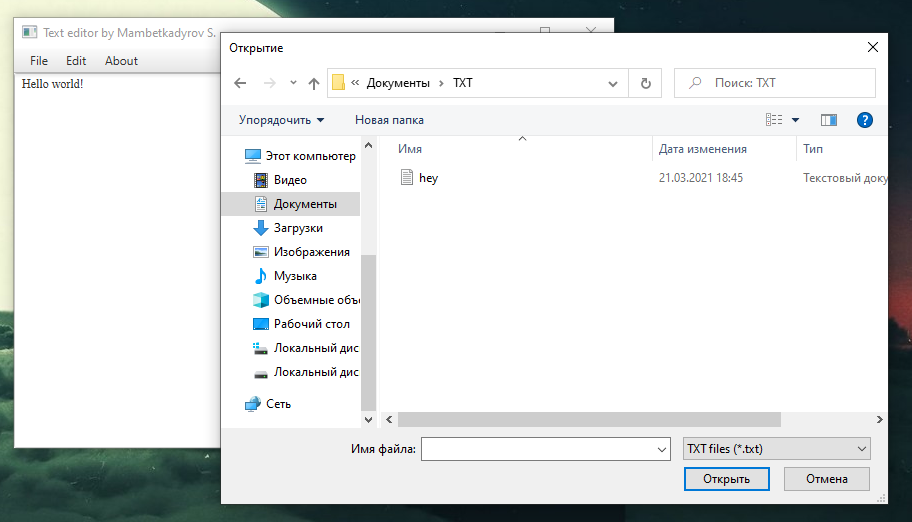 Text editor by Mambetkadyrov S.
File Edit About
Hello world!
Открытие
Документы TXT
Поиск: TXT
Упорядочить Новая папка
Этот компьютер
Видео
Документы
Загрузки
Изображения
Музыка
Объемные объ
Рабочий стол
Локальный дис
Локальный дис
Сеть
Имя Дата изменения Тип
hey 21.03.2021 18:45 Текстовый доку
Имя файла: TXT files (*.txt)
Открыть Отмена